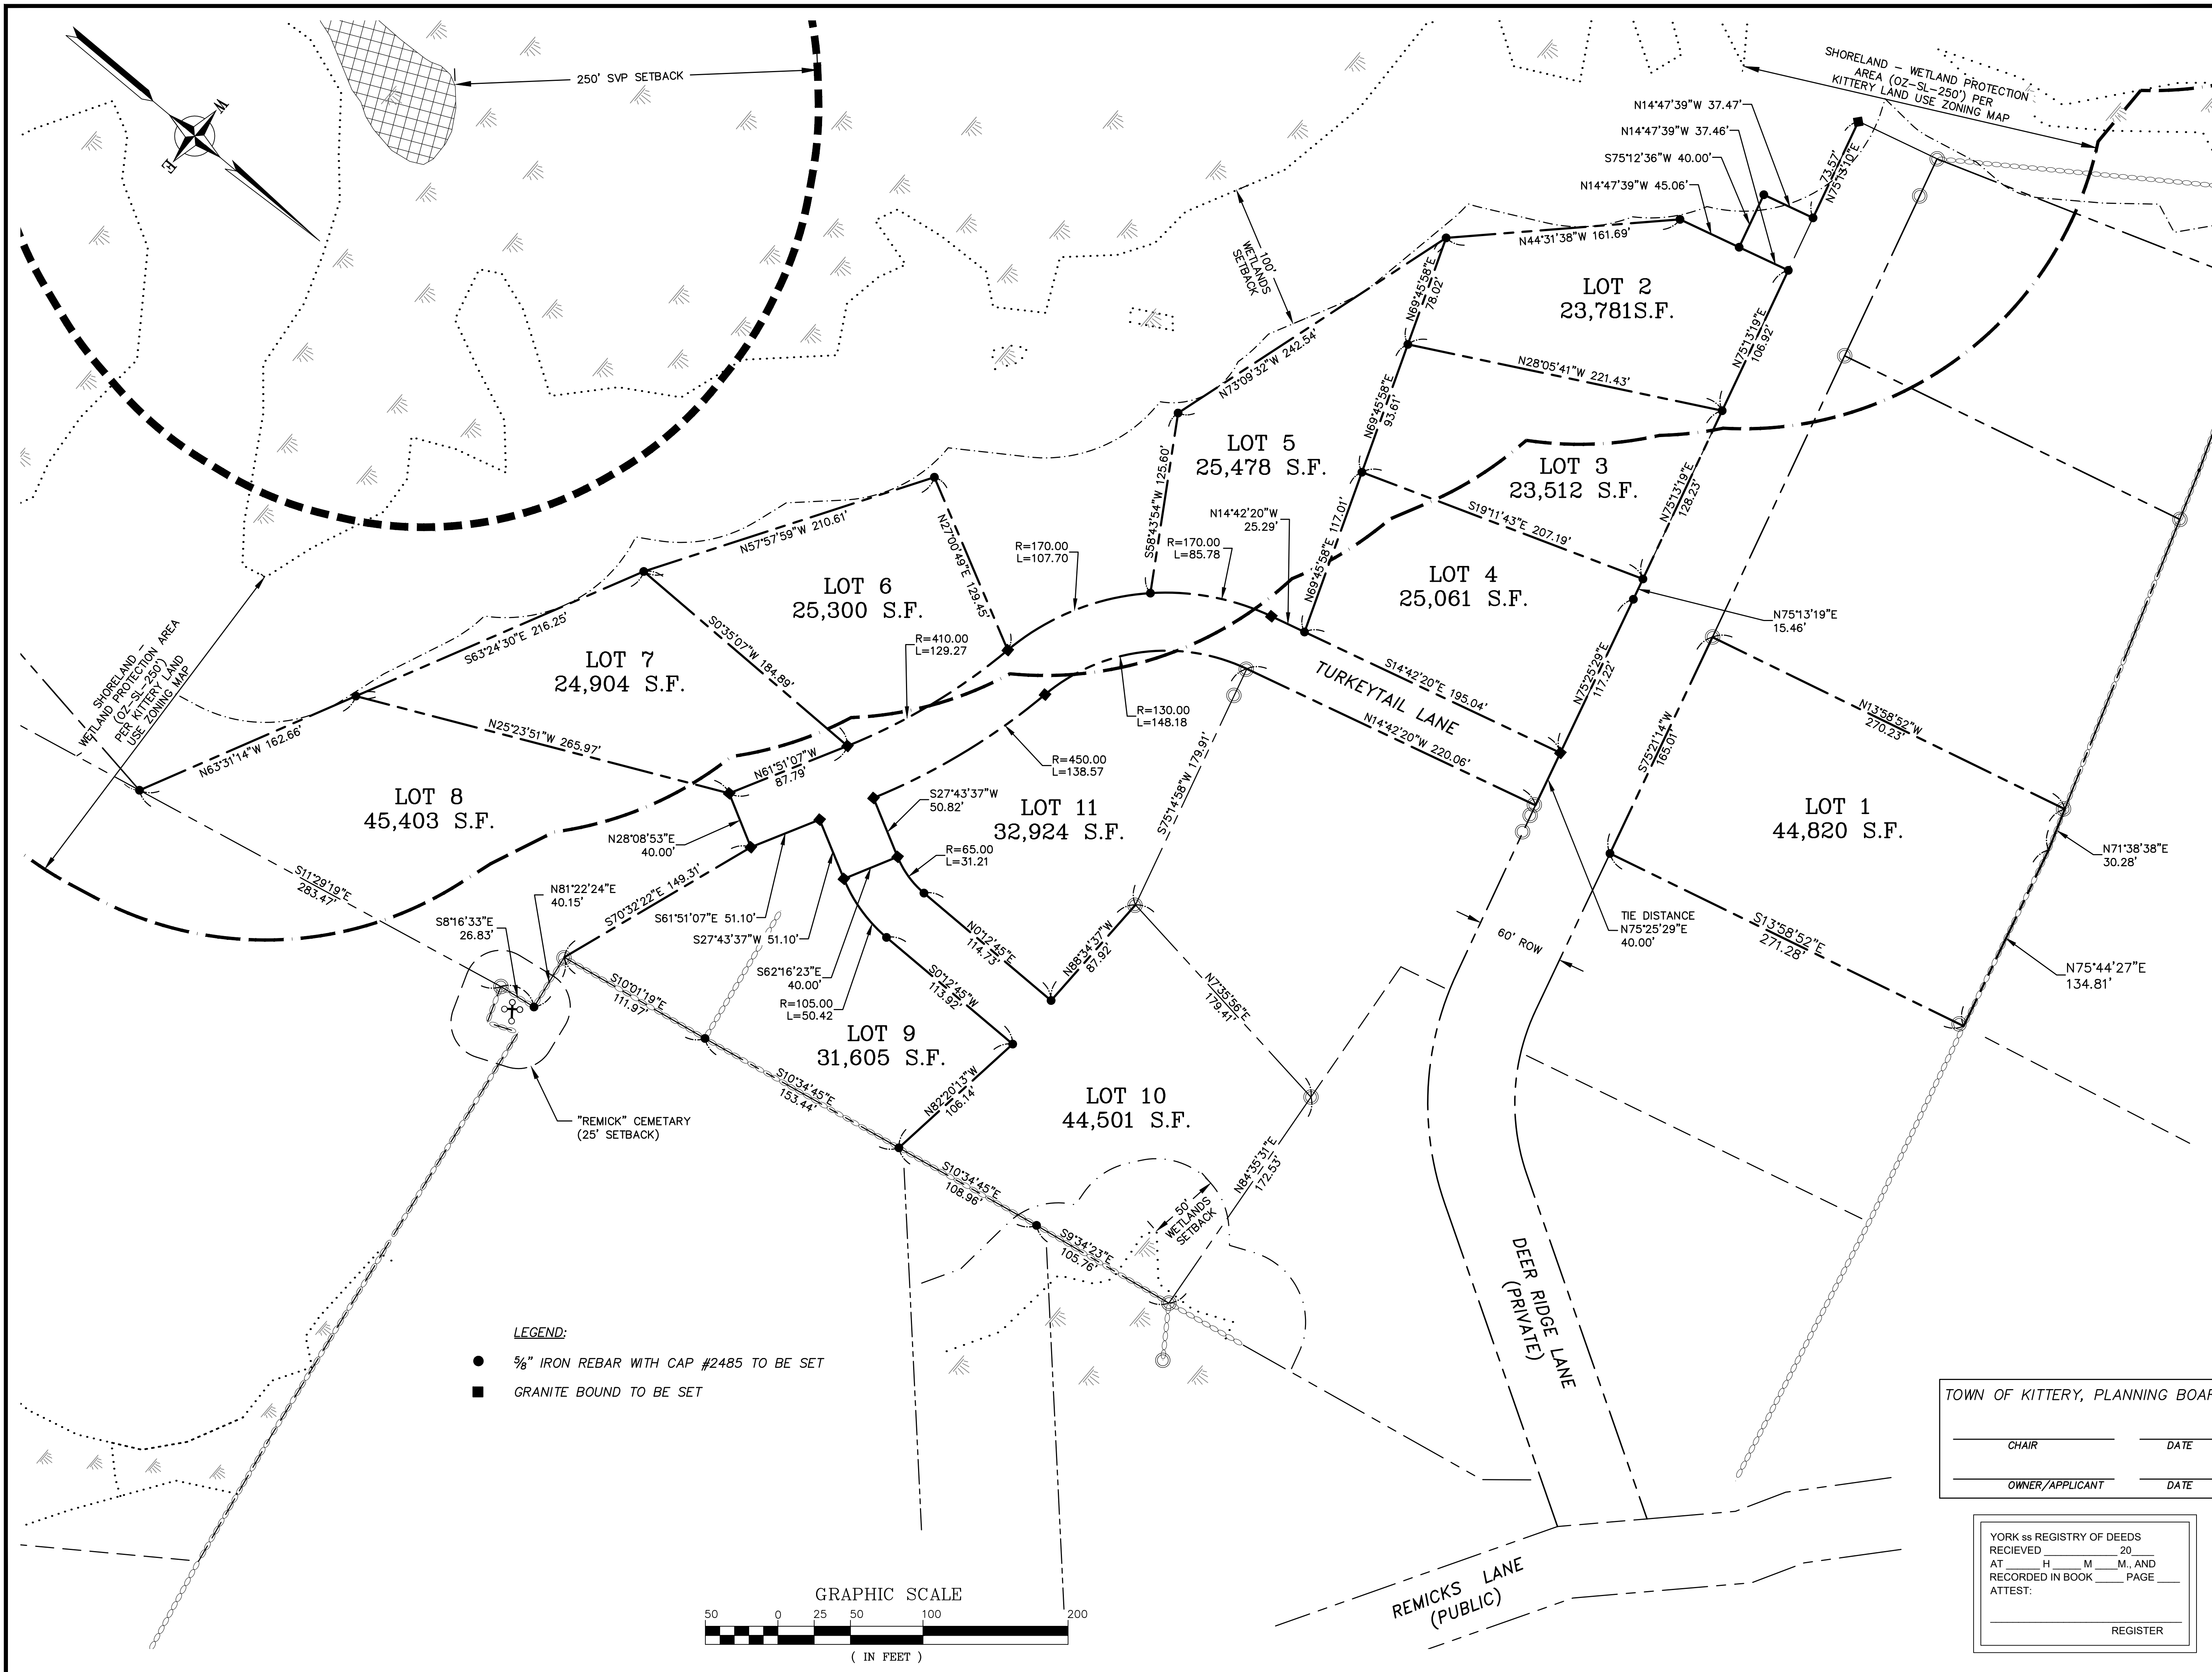 250' SVP SETBACK
W
E
SHORELAND – WETLAND PROTECTION
AREA (OZ–SL–250') PER
KITTERY LAND USE ZONING MAP
N14°47'39"W 37.47'
N14°47'39"W 37.46'
S75°12'36"W 40.00'
N14°47'39"W 45.06'
73.57'
N75°13'10"E
100'
WETLANDS
SETBACK
N44°31'38"W 161.69'
LOT 2
23,781S.F.
N69°45'58"E
78.02'
N75°13'19"E
106.92'
N73°09'32"W 242.54'
N28°05'41"W 221.43'
N69°45'58"E
93.61'
LOT 5
25,478 S.F.
LOT 3
23,512 S.F.
N75°13'19"E
128.23'
S58°43'54"W 125.60'
N14°42'20"W
25.29'
S19°11'43"E 207.19'
N57°57'59"W 210.61'
N27°00'49"E 129.45'
R=170.00
L=107.70
R=170.00
L=85.78
N69°45'58"E 117.01'
LOT 4
25,061 S.F.
LOT 6
25,300 S.F.
N75°13'19"E
15.46'
S63°24'30"E 216.25'
S0°35'07"W 184.89'
R=410.00
L=129.27
LOT 7
24,904 S.F.
SHORELAND –
WETLAND PROTECTION AREA
(OZ–SL–250')
PER KITTERY LAND
USE ZONING MAP
TURKEYTAIL LANE
S14°42'20"E 195.04'
N75°25'29"E
117.22'
R=130.00
L=148.18
N14°42'20"W 220.06'
S75°21'14"W
165.01'
N13°58'52"W
270.23'
N63°31'14"W 162.66'
N25°23'51"W 265.97'
N61°51'07"W
87.79'
R=450.00
L=138.57
S75°14'58"W 179.91'
LOT 8
45,403 S.F.
S27°43'37"W
50.82'
LOT 11
32,924 S.F.
LOT 1
44,820 S.F.
N28°08'53"E
40.00'
R=65.00
L=31.21
N71°38'38"E
30.28'
S11°29'19"E
283.47'
N81°22'24"E
40.15'
S70°32'22"E 149.31'
S8°16'33"E
26.83'
S61°51'07"E 51.10'
S27°43'37"W 51.10'
N0°12'45"E
114.73'
N88°34'37"W
87.92'
TIE DISTANCE
N75°25'29"E
40.00'
60' ROW
S13°58'52"E
271.28'
S62°16'23"E
40.00'
N75°44'27"E
134.81'
R=105.00
L=50.42
S0°12'45"W
113.92'
N7°35'56"E
179.41'
S10°01'19"E
111.97'
LOT 9
31,605 S.F.
S10°34'45"E
153.44'
N82°20'13"W
106.14'
LOT 10
44,501 S.F.
"REMICK" CEMETARY
(25' SETBACK)
S10°34'45"E
108.96'
N84°35'31"E
172.53'
50'
WETLANDS
SETBACK
S9°34'23"E
105.76'
DEER RIDGE LANE
(PRIVATE)
LEGEND:
5/8" IRON REBAR WITH CAP #2485 TO BE SET
GRANITE BOUND TO BE SET
TOWN OF KITTERY, PLANNING BOAR
CHAIR DATE
OWNER/APPLICANT DATE
YORK ss REGISTRY OF DEEDS
RECIEVED ____________ 20____
AT ______ H _____ M ____M., AND
RECORDED IN BOOK _____ PAGE ____
ATTEST:
REGISTER
REMICKS LANE
(PUBLIC)
GRAPHIC SCALE
50 0 25 50 100 200
( IN FEET )